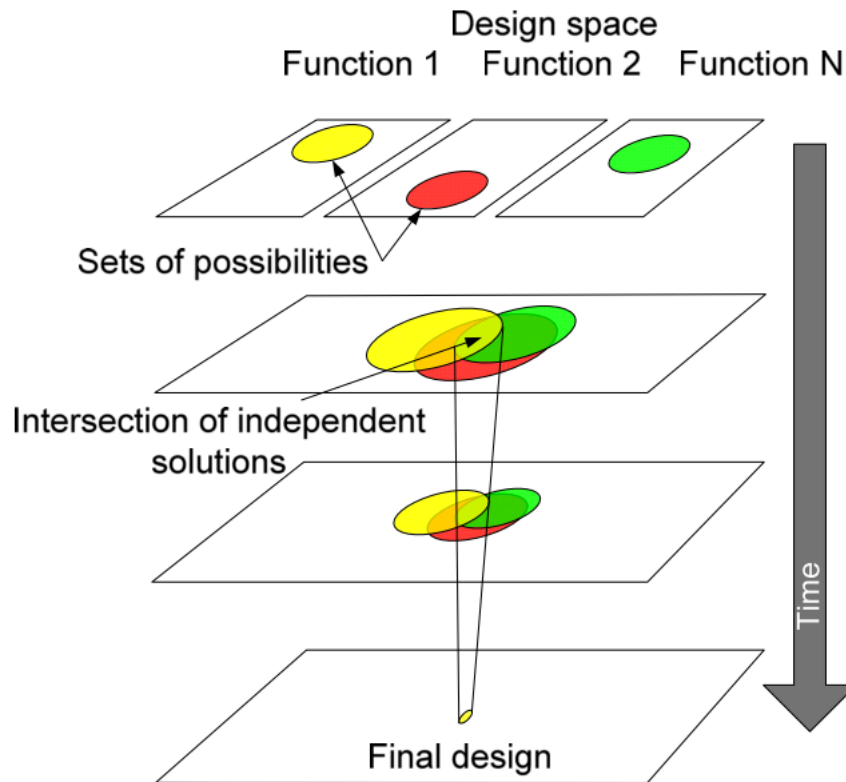 Design space
Function 1 Function 2 Function N
Sets of possibilities
Intersection of independent
solutions
Time
Final design